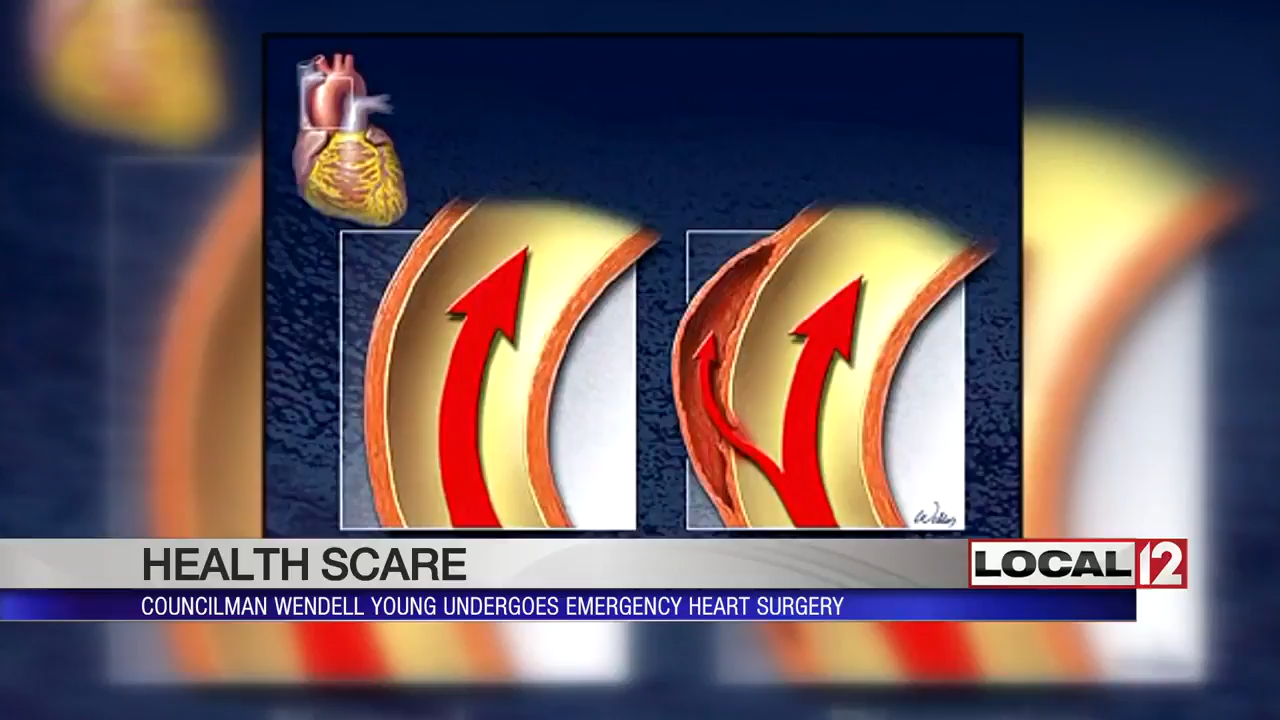 HEALTH SCARE
LOCAL 12
COUNCILMAN WENDELL YOUNG UNDERGOES EMERGENCY HEART SURGERY